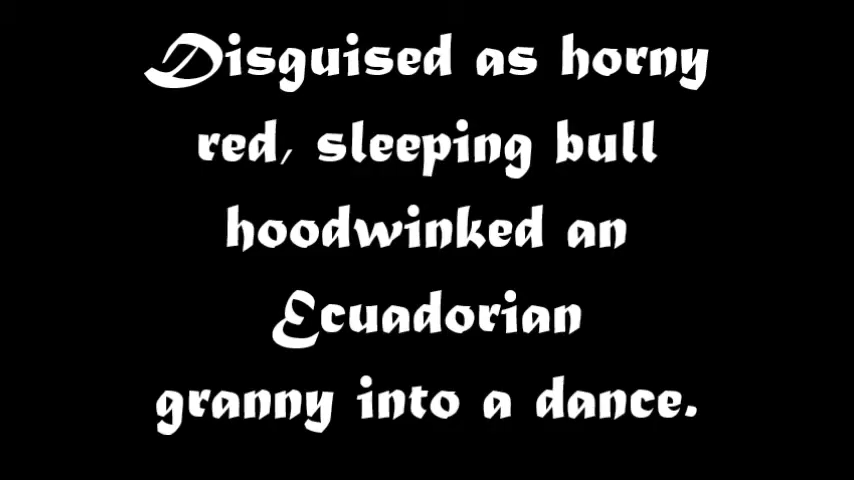 Disguised as horny
red, sleeping bull
hoodwinked an
Ecuadorian
granny into a dance.